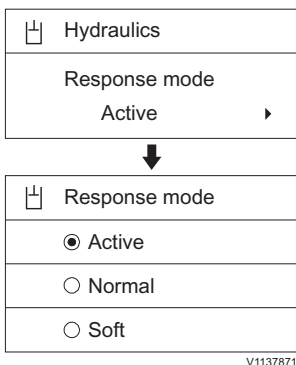 Hydraulics
Response mode
Active
Response mode
Active
Normal
Soft
V1137871